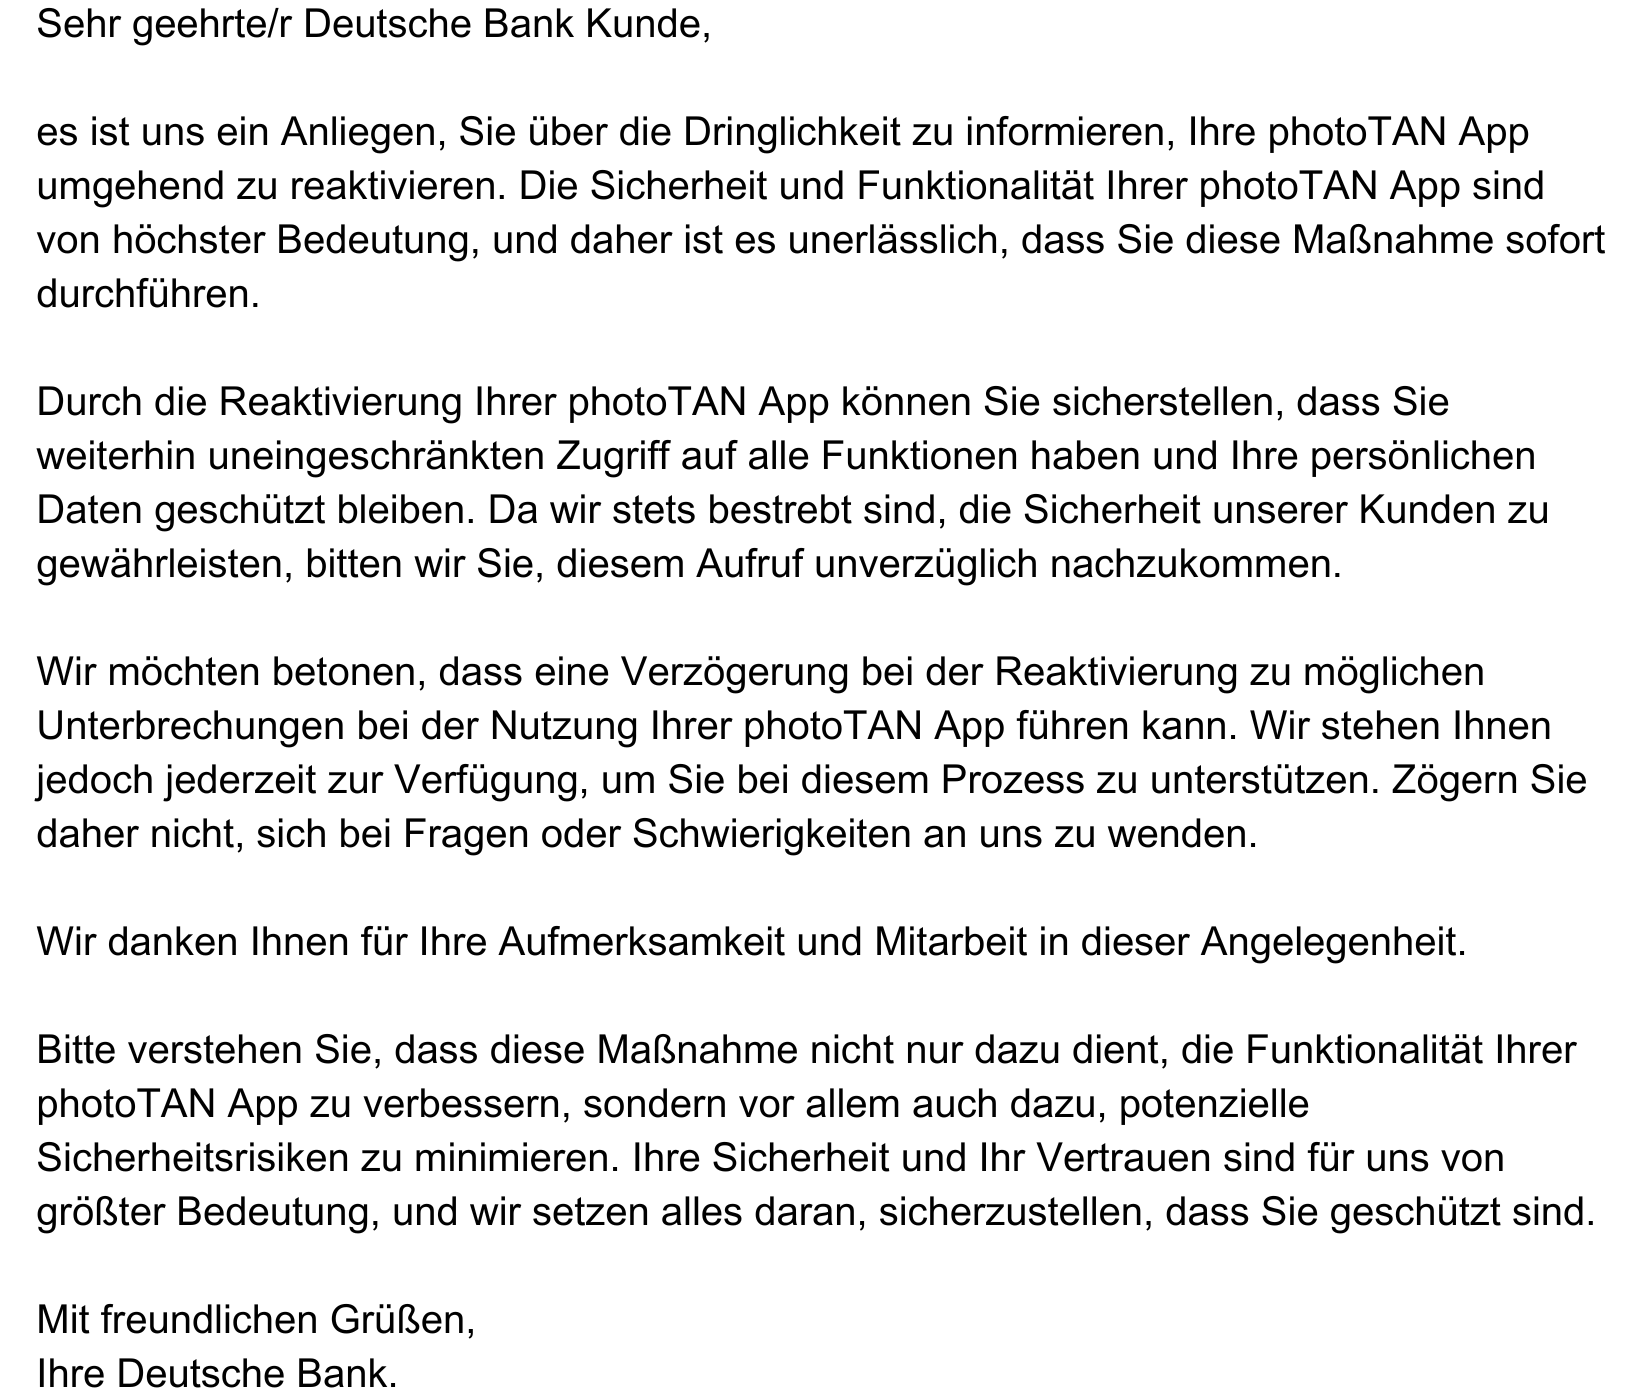 Sehr geehrte/r Deutsche Bank Kunde,
es ist uns ein Anliegen, Sie über die Dringlichkeit zu informieren, Ihre photoTAN App
umgehend zu reaktivieren. Die Sicherheit und Funktionalität Ihrer photoTAN App sind
von höchster Bedeutung, und daher ist es unerlässlich, dass Sie diese Maßnahme sofort
durchführen.
Durch die Reaktivierung Ihrer photoTAN App können Sie sicherstellen, dass Sie
weiterhin uneingeschränkten Zugriff auf alle Funktionen haben und Ihre persönlichen
Daten geschützt bleiben. Da wir stets bestrebt sind, die Sicherheit unserer Kunden zu
gewährleisten, bitten wir Sie, diesem Aufruf unverzüglich nachzukommen.
Wir möchten betonen, dass eine Verzögerung bei der Reaktivierung zu möglichen
Unterbrechungen bei der Nutzung Ihrer photoTAN App führen kann. Wir stehen Ihnen
jedoch jederzeit zur Verfügung, um Sie bei diesem Prozess zu unterstützen. Zögern Sie
daher nicht, sich bei Fragen oder Schwierigkeiten an uns zu wenden.
Wir danken Ihnen für Ihre Aufmerksamkeit und Mitarbeit in dieser Angelegenheit.
Bitte verstehen Sie, dass diese Maßnahme nicht nur dazu dient, die Funktionalität Ihrer
photoTAN App zu verbessern, sondern vor allem auch dazu, potenzielle
Sicherheitsrisiken zu minimieren. Ihre Sicherheit und Ihr Vertrauen sind für uns von
größter Bedeutung, und wir setzen alles daran, sicherzustellen, dass Sie geschützt sind.
Mit freundlichen Grüßen,
Ihre Deutsche Bank.